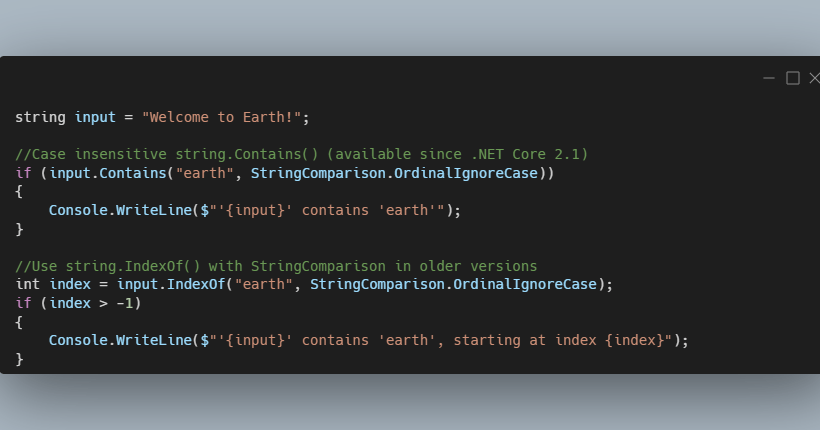 string input = "Welcome to Earth!";
//Case insensitive string.Contains() (available since .NET Core 2.1)
if (input.Contains("earth", StringComparison.OrdinalIgnoreCase))
{
    Console.WriteLine($"'{input}' contains 'earth'");
}
//Use string.IndexOf() with StringComparison in older versions
int index = input.IndexOf("earth", StringComparison.OrdinalIgnoreCase);
if (index > -1)
{
    Console.WriteLine($"'{input}' contains 'earth', starting at index {index}");
}